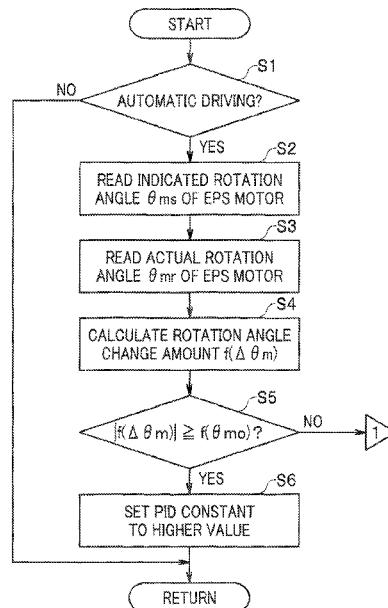 START
S1
NO
AUTOMATIC DRIVING?
YES
S2
READ INDICATED ROTATION
ANGLE θms OF EPS MOTOR
S3
READ ACTUAL ROTATION
ANGLE θmr OF EPS MOTOR
S4
CALCULATE ROTATION ANGLE
CHANGE AMOUNT f(Δθm)
S5
|f(Δθm)| ≧ f(θmo)?
NO
1
YES
S6
SET PID CONSTANT
TO HIGHER VALUE
RETURN